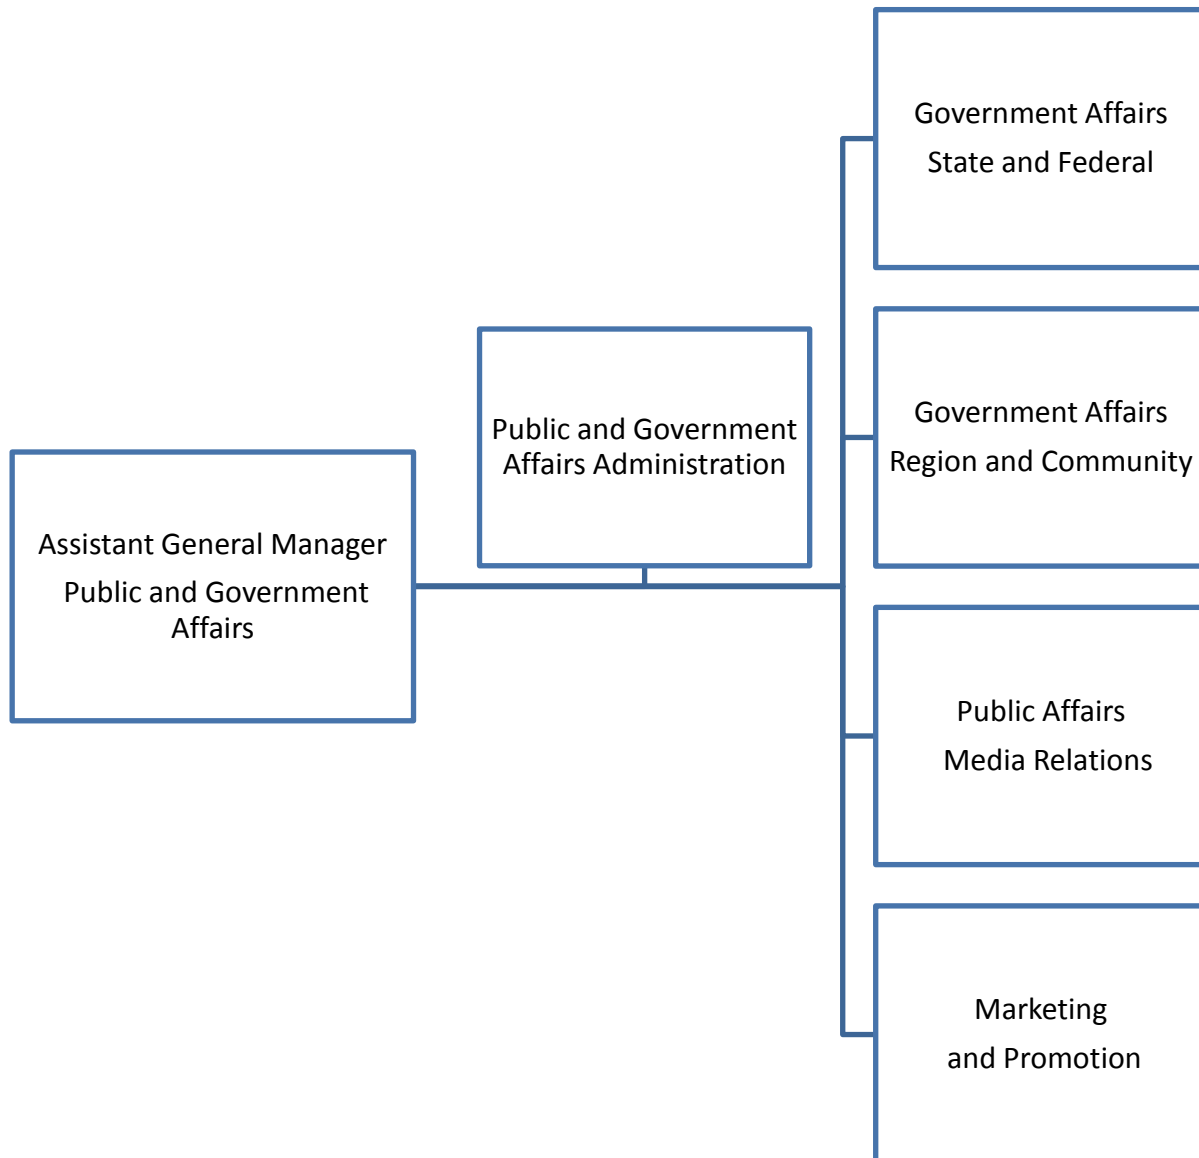 Government Affairs
State and Federal
Public and Government
Affairs Administration
Government Affairs
Region and Community
Assistant General Manager
Public and Government
Affairs
Public Affairs
Media Relations
Marketing
and Promotion